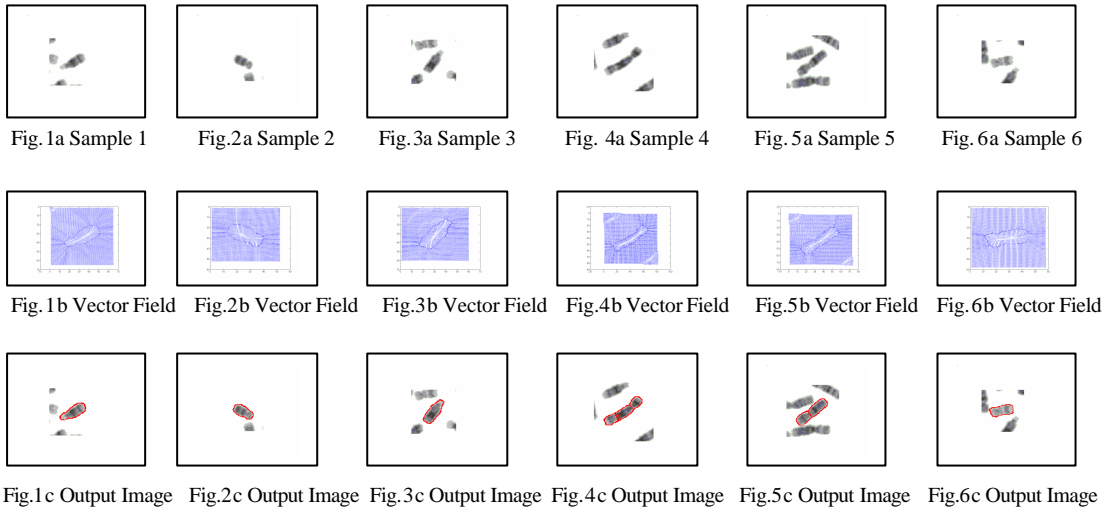 Fig.1a Sample 1 Fig.2a Sample 2 Fig.3a Sample 3 Fig. 4a Sample 4 Fig.5a Sample 5 Fig.6a Sample 6
Fig.1b Vector Field Fig.2b Vector Field Fig.3b Vector Field Fig.4b Vector Field Fig.5b Vector Field Fig.6b Vector Field
Fig.1c Output Image Fig.2c Output Image Fig.3c Output Image Fig.4c Output Image Fig.5c Output Image Fig.6c Output Image